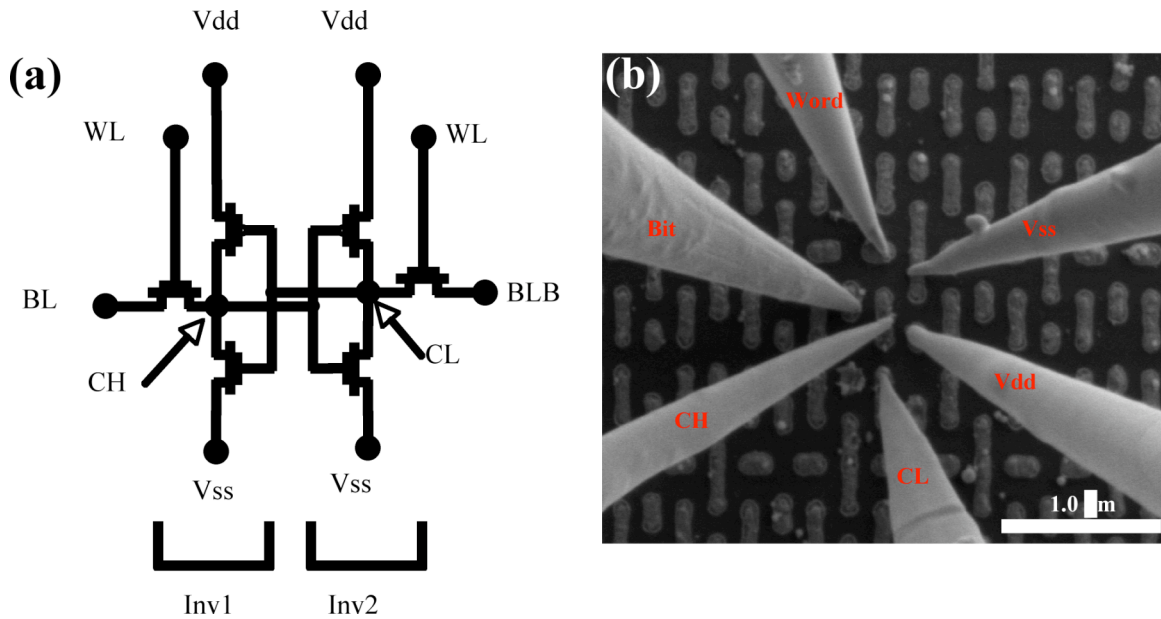 (a)
Vdd Vdd
WL WL
BL BLB
CH CL
Vss Vss
Inv1 Inv2
(b)
Word
Bit
Vss
Vdd
CH
CL
1.0 m